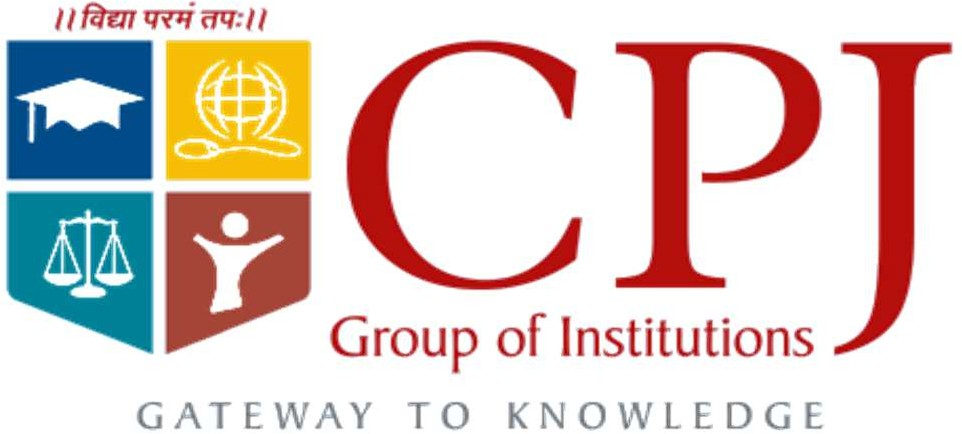 ।। विद्या परमं तपः।।
CPJ
Group of Institutions
GATEWAY TO KNOWLEDGE